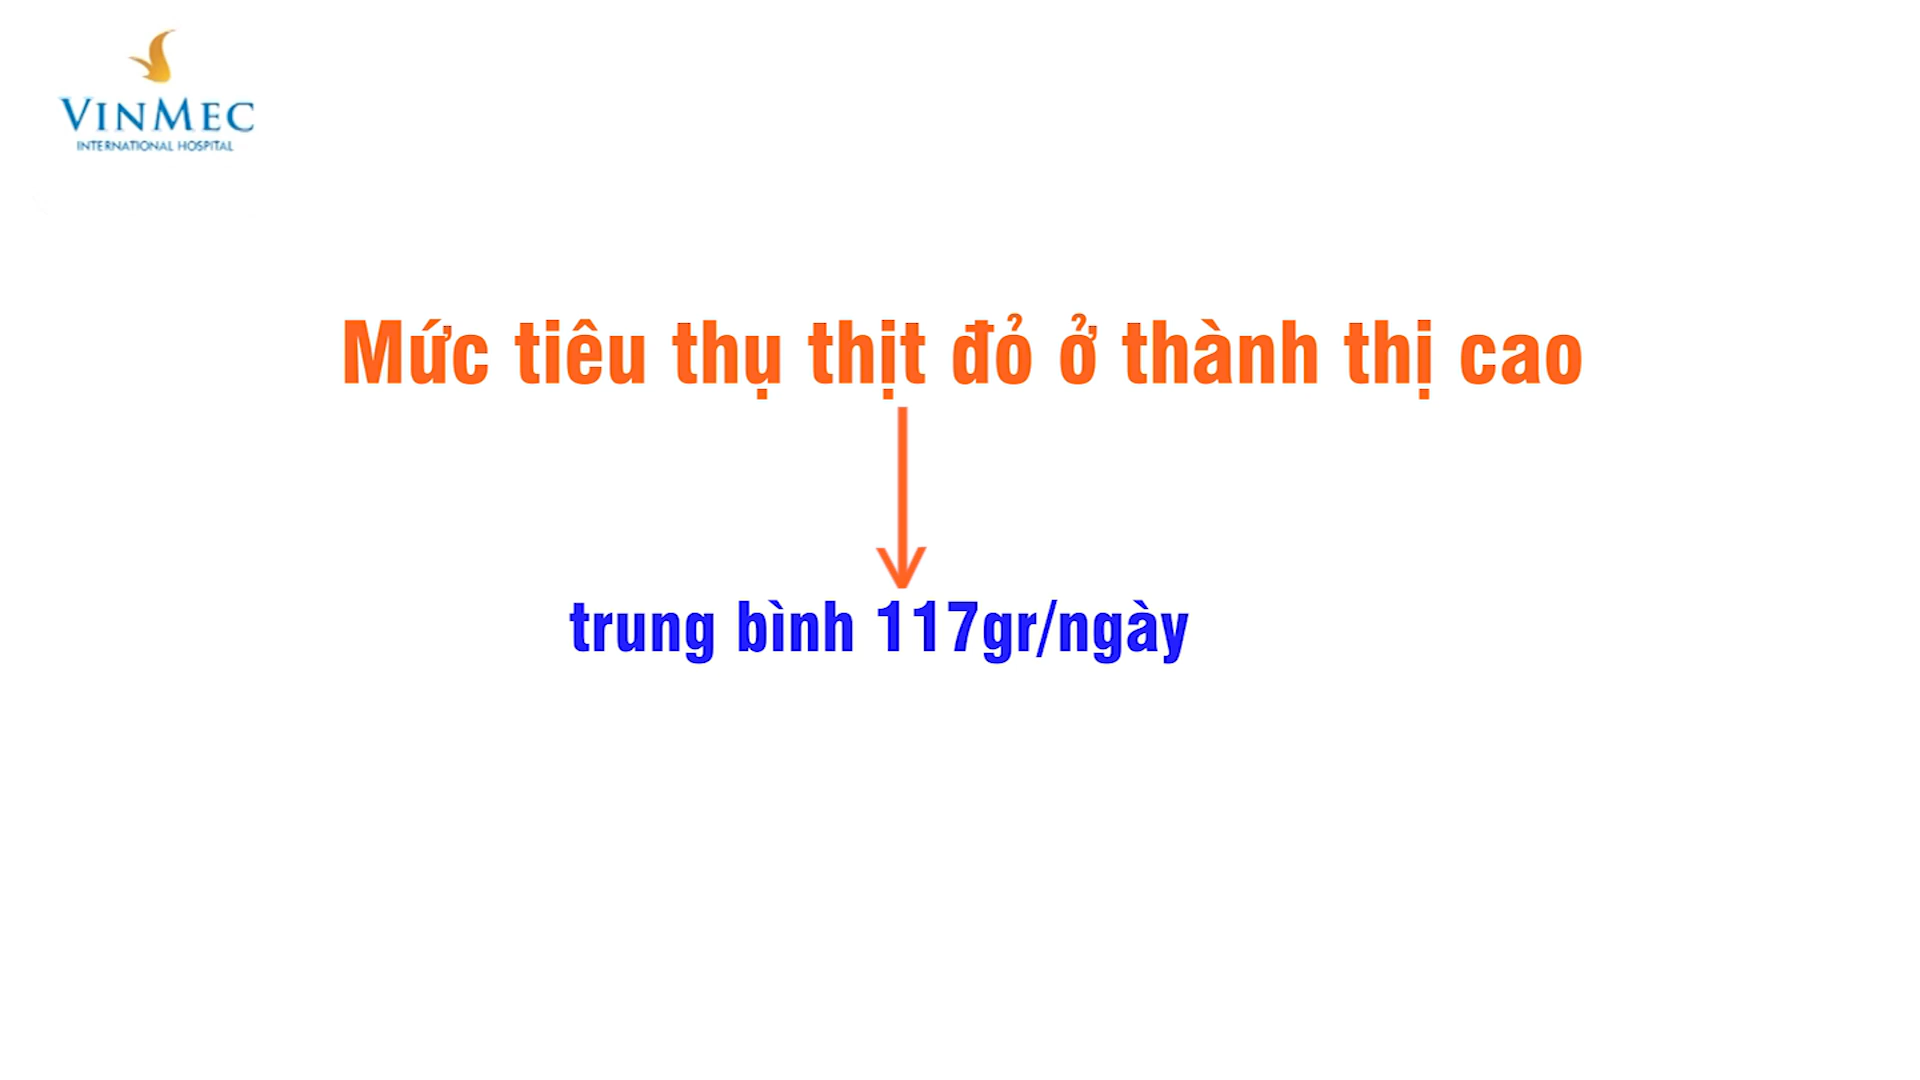 VINMEC
INTERNATIONAL HOSPITAL
Mức tiêu thụ thịt đỏ ở thành thị cao
trung bình 117gr/ngày